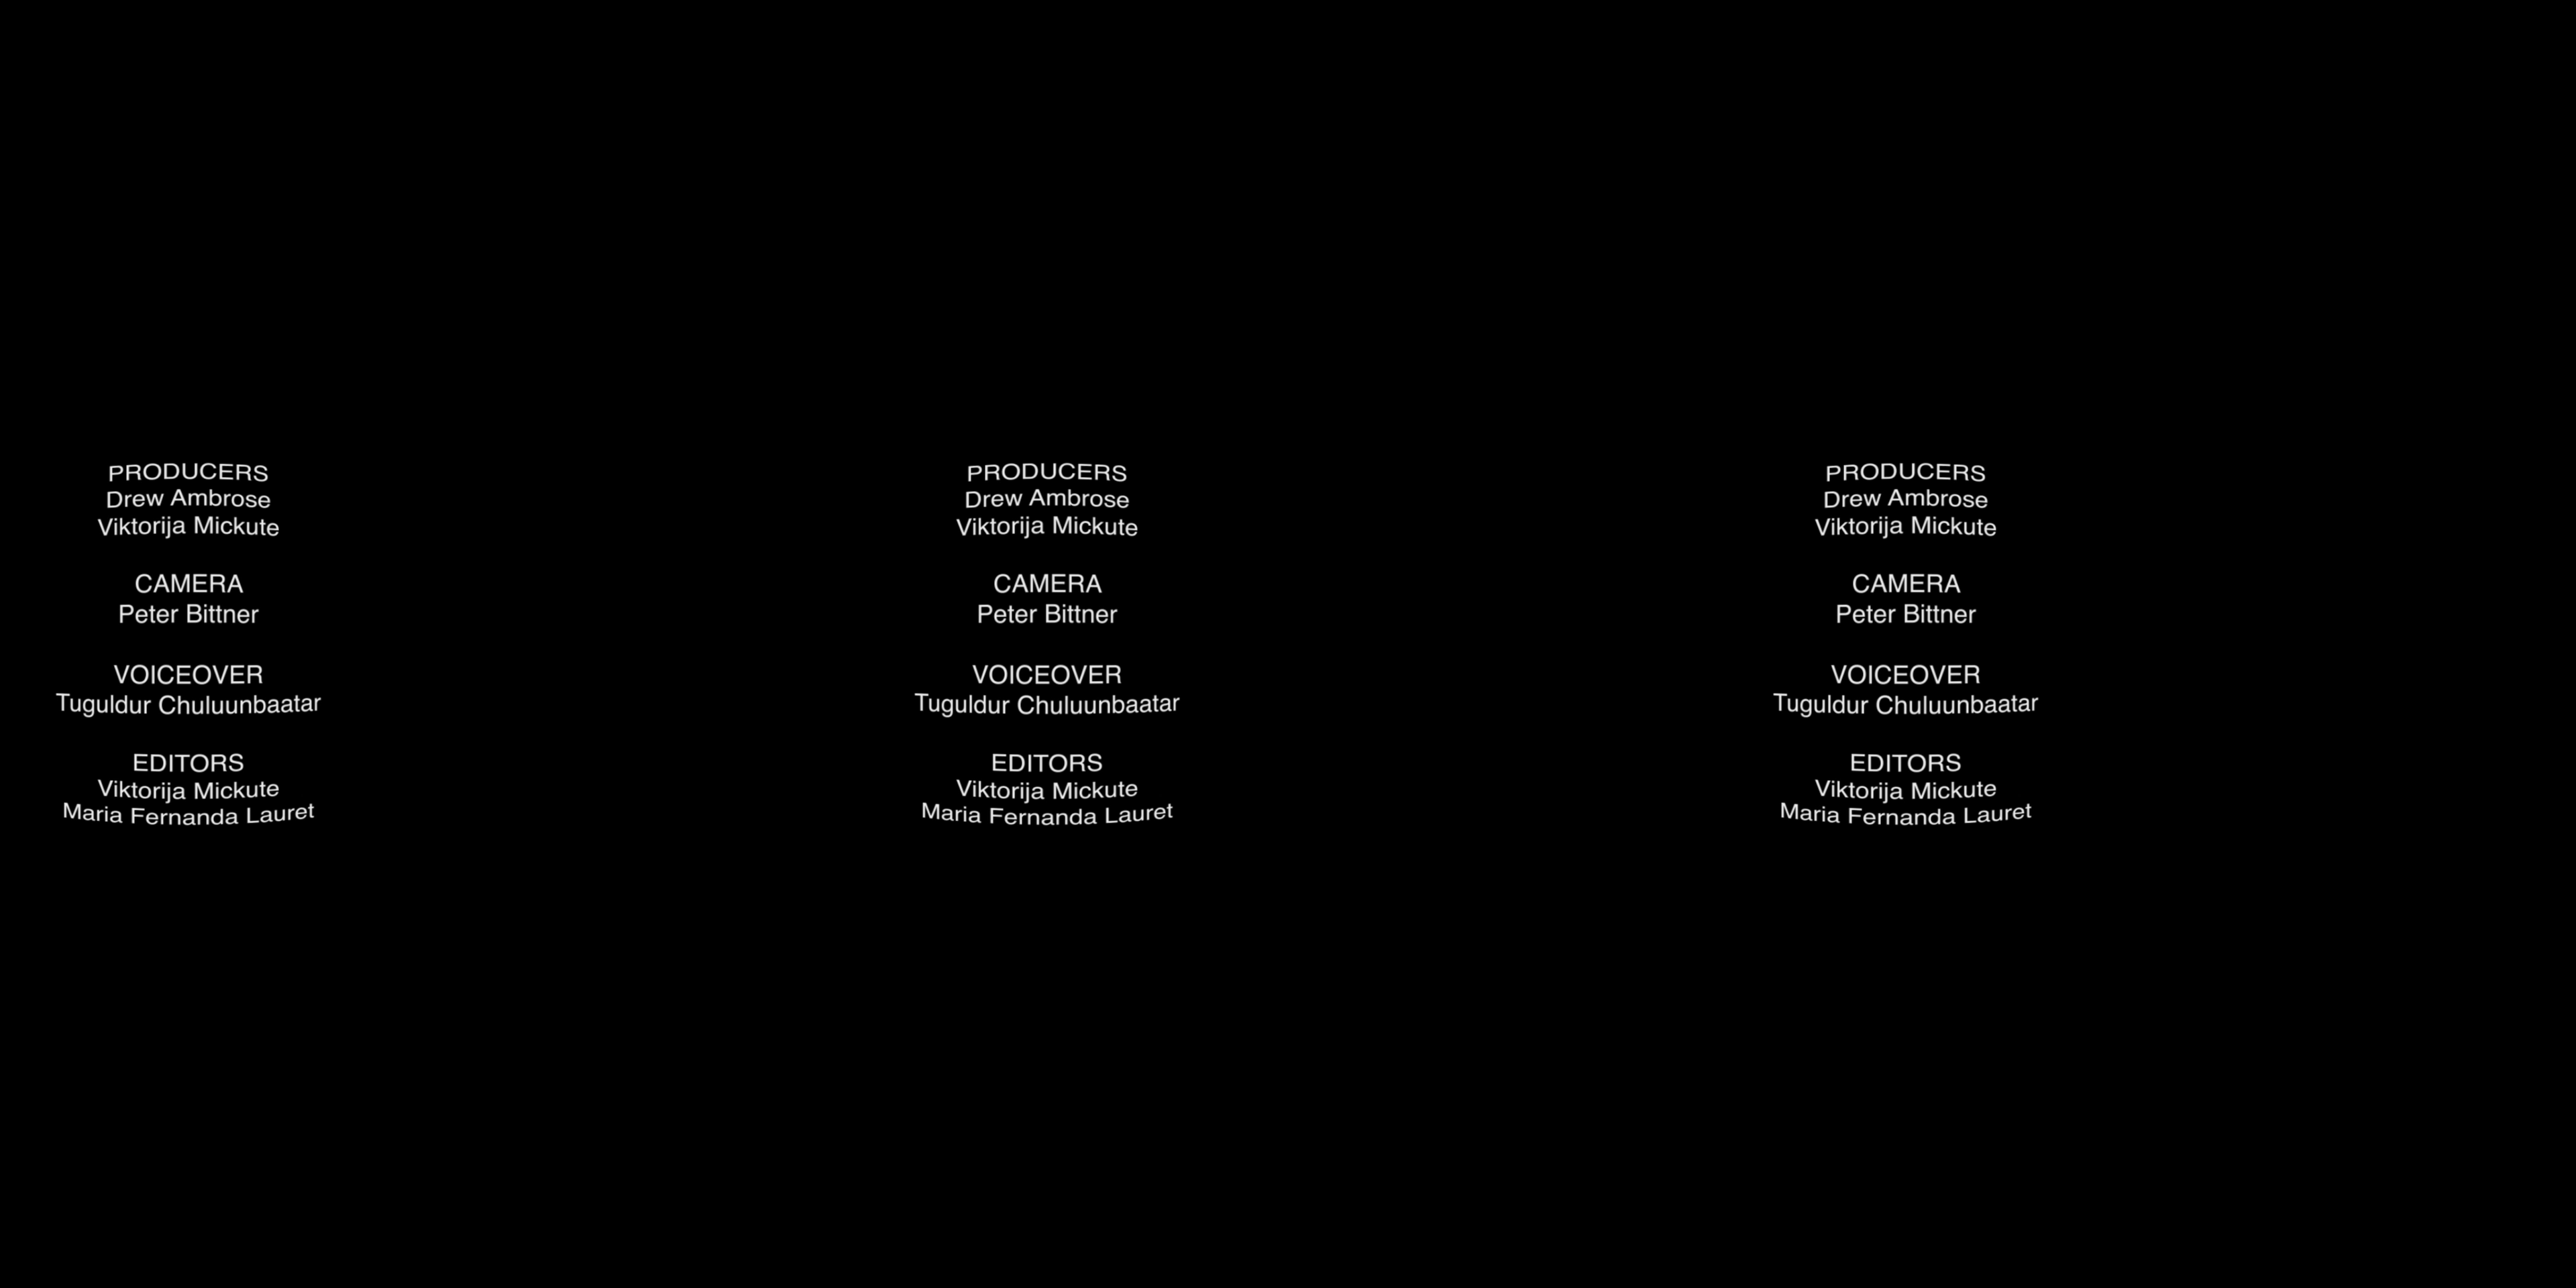 PRODUCERS
Drew Ambrose
Viktorija Mickute
CAMERA
Peter Bittner
VOICEOVER
Tuguldur Chuluunbaatar
EDITORS
Viktorija Mickute
Maria Fernanda Lauret
PRODUCERS
Drew Ambrose
Viktorija Mickute
CAMERA
Peter Bittner
VOICEOVER
Tuguldur Chuluunbaatar
EDITORS
Viktorija Mickute
Maria Fernanda Lauret
PRODUCERS
Drew Ambrose
Viktorija Mickute
CAMERA
Peter Bittner
VOICEOVER
Tuguldur Chuluunbaatar
EDITORS
Viktorija Mickute
Maria Fernanda Lauret